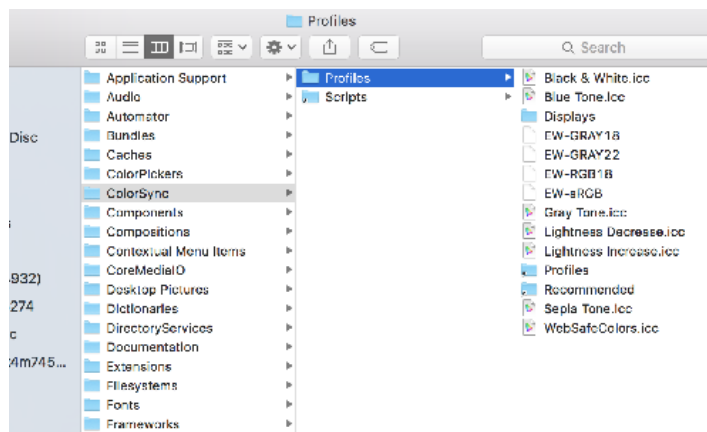 Profiles
Search
Disc
932)
274
c
4m745...
Application Support
Audio
Automator
Bundles
Caches
ColorPickers
ColorSync
Components
Compositions
Contextual Menu Items
CoreMediaIO
Desktop Pictures
Dictionaries
DirectoryServices
Documentation
Extensions
Filesystems
Fonts
Frameworks
Profiles
Scripts
Black & White.icc
Blue Tone.icc
Displays
EW-GRAY18
EW-GRAY22
EW-RGB18
EW-sRGB
Gray Tone.icc
Lightness Decrease.icc
Lightness Increase.icc
Profiles
Recommended
Sepia Tone.icc
WebSafeColors.icc